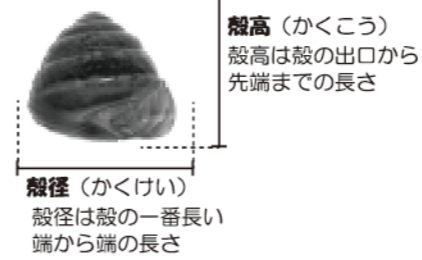 殻高（かくこう）
殻高は殻の出口から
先端までの長さ
殻径（かくけい）
殻径は殻の一番長い
端から端の長さ